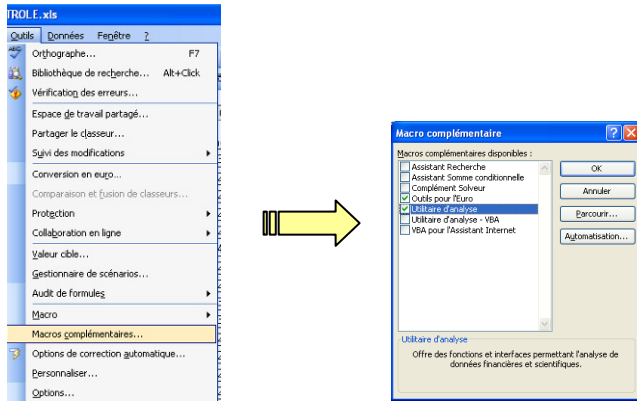 TROLE.xls
Outils Données Fenêtre ?
Orthographe... F7
Bibliothèque de recherche... Alt+Click
Vérification des erreurs...
Espace de travail partagé...
Partager le classeur...
Suivi des modifications
Conversion en euro...
Comparaison et fusion de classeurs...
Protection
Collaboration en ligne
Valeur cible...
Gestionnaire de scénarios...
Audit de formules
Macro
Macros complémentaires...
Options de correction automatique...
Personnaliser...
Options...
Macro complémentaire
Macros complémentaires disponibles :
Assistant Recherche
Assistant Somme conditionnelle
Complément Solveur
Outils pour l'Euro
Utilitaire d'analyse
Utilitaire d'analyse - VBA
VBA pour l'Assistant Internet
OK
Annuler
Parcourir...
Automatisation...
Utilitaire d'analyse
Offre des fonctions et interfaces permettant l'analyse de
données financières et scientifiques.